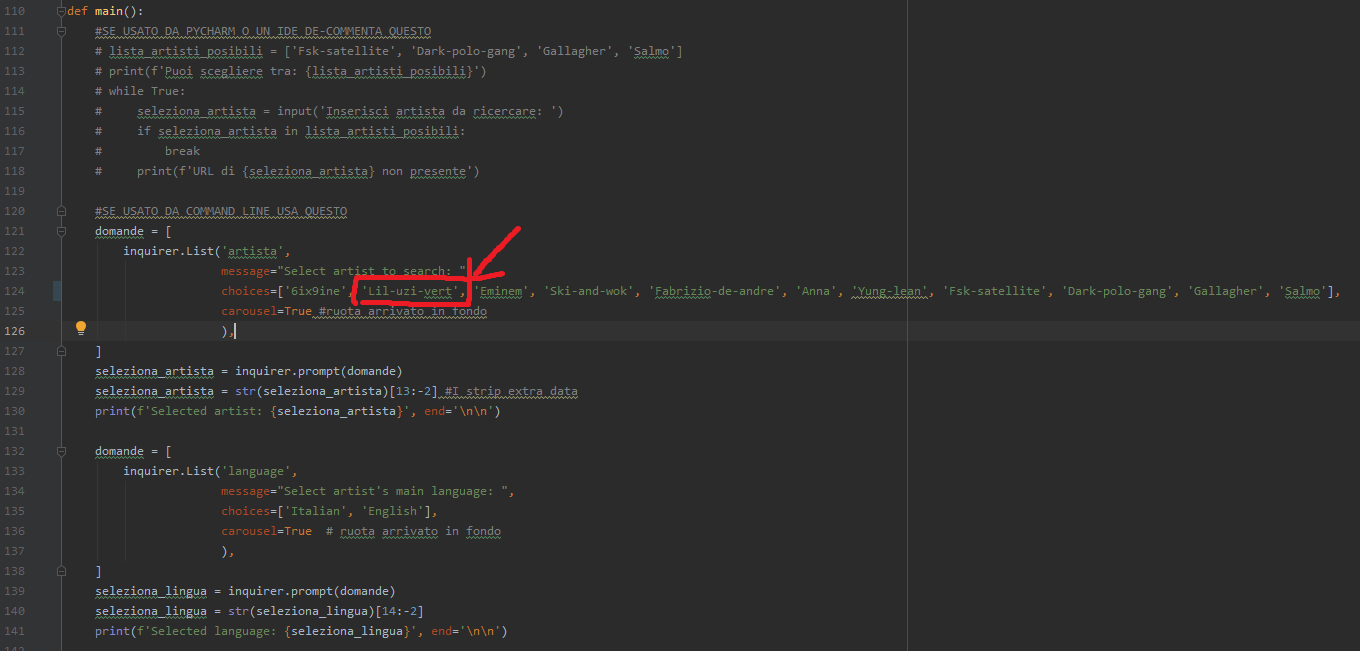 110 def main():
111 #SE USATO DA PYCHARM O UN IDE DE-COMMENTA QUESTO
112 # lista_artisti_posibili = ['Fsk-satellite', 'Dark-polo-gang', 'Gallagher', 'Salmo']
113 # print(f'Puoi scegliere tra: {lista_artisti_posibili}')
114 # while True:
115 #     seleziona_artista = input('Inserisci artista da ricercare: ')
116 #     if seleziona_artista in lista_artisti_posibili:
117 #         break
118 #     print(f'URL di {seleziona_artista} non presente')
119
120 #SE USATO DA COMMAND LINE USA QUESTO
121 domande = [
122 inquirer.List('artista',
123 message="Select artist to search: "
124 choices=['6ix9ine', 'Lil-uzi-vert', 'Eminem', 'Ski-and-wok', 'Fabrizio-de-andre', 'Anna', 'Yung-lean', 'Fsk-satellite', 'Dark-polo-gang', 'Gallagher', 'Salmo'],
125 carousel=True #ruota arrivato in fondo
126 ),
127 ]
128 seleziona_artista = inquirer.prompt(domande)
129 seleziona_artista = str(seleziona_artista)[13:-2] #I strip extra data
130 print(f'Selected artist: {seleziona_artista}', end='\n\n')
131
132 domande = [
133 inquirer.List('language',
134 message="Select artist's main language: ",
135 choices=['Italian', 'English'],
136 carousel=True  # ruota arrivato in fondo
137 ),
138 ]
139 seleziona_lingua = inquirer.prompt(domande)
140 seleziona_lingua = str(seleziona_lingua)[14:-2]
141 print(f'Selected language: {seleziona_lingua}', end='\n\n')